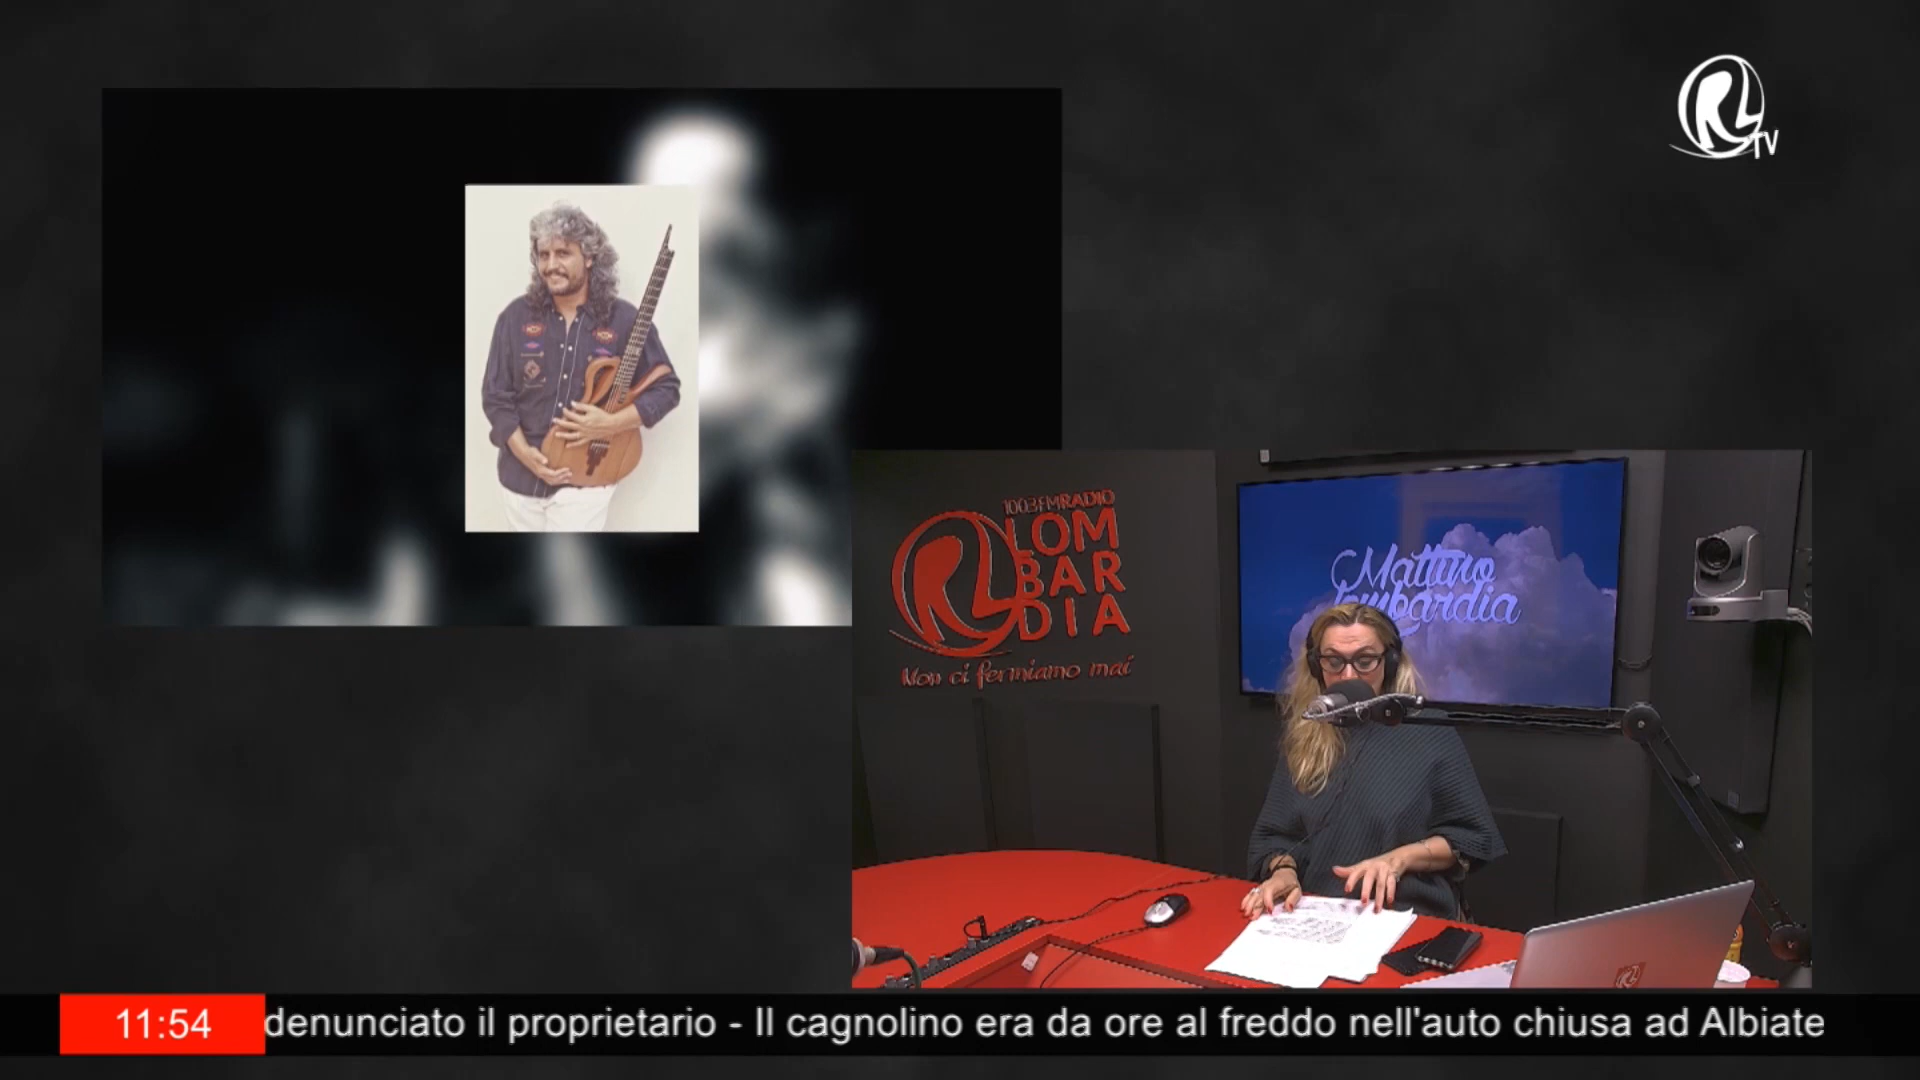 RL
TV
100.3 FM RADIO
LOM
BAR
DIA
RL
Non ci fermiamo mai
Mattino
Lombardia
11:54
denunciato il proprietario - Il cagnolino era da ore al freddo nell'auto chiusa ad Albiate